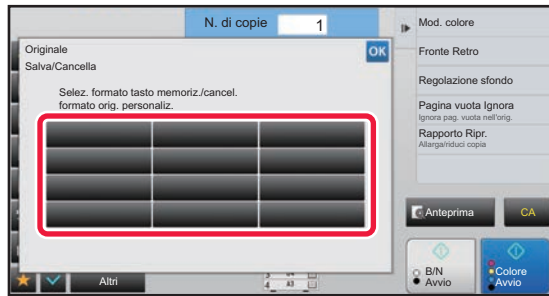 N. di copie
1
Originale
OK
Salva/Cancella
Selez. formato tasto memoriz./cancel.
formato orig. personaliz.
Mod. colore
Fronte Retro
Regolazione sfondo
Pagina vuota Ignora
Ignora pag. vuota nell'orig.
Rapporto Ripr.
Allarga/riduci copia
Anteprima
CA
B/N
Avvio
Colore
Avvio
Altri
4 A3